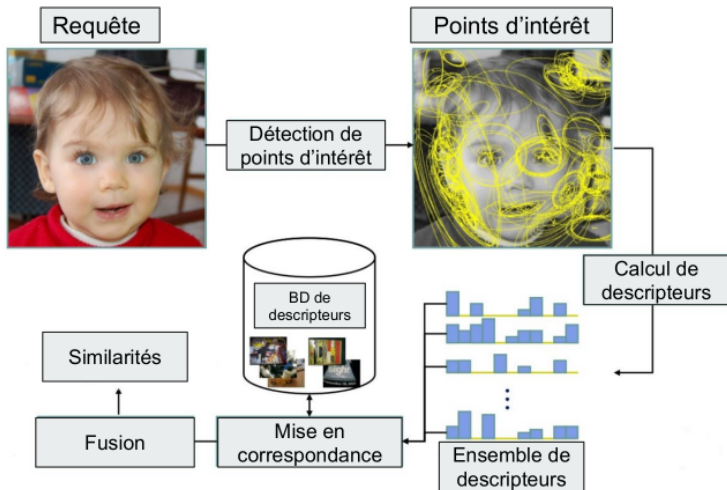 Requête
Points d'intérêt
Détection de
points d'intérêt
Calcul de
descripteurs
BD de
descripteurs
Similarités
Fusion
Mise en
correspondance
Ensemble de
descripteurs